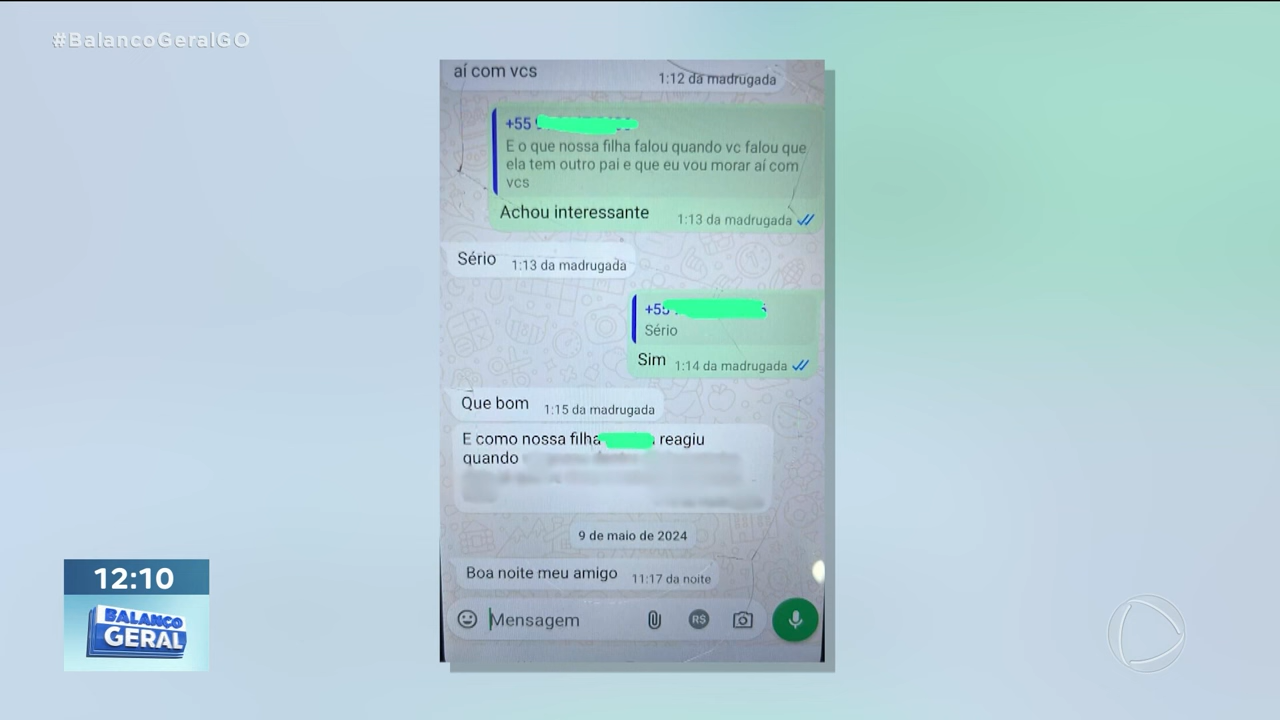 #BalancoGeralGO
aí com vcs
1:12 da madrugada
+55
E o que nossa filha falou quando vc falou que
ela tem outro pai e que eu vou morar aí com
vcs
Achou interessante 1:13 da madrugada
Sério 1:13 da madrugada
+55
Sério
Sim 1:14 da madrugada
Que bom 1:15 da madrugada
E como nossa filha reagiu
quando
9 de maio de 2024
Boa noite meu amigo 11:17 da noite
Mensagem
RS
12:10
BALANÇO
GERAL